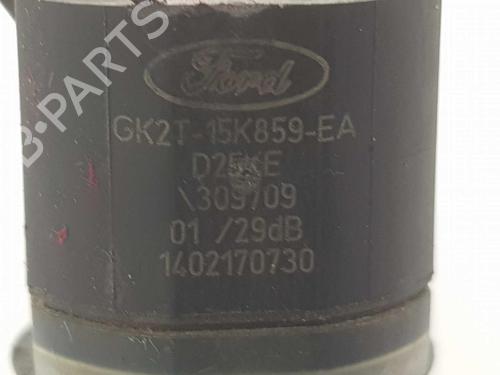 B-PARTS
Ford
GK2T-15K859-EA
\309709
01 /29dB
1402170730